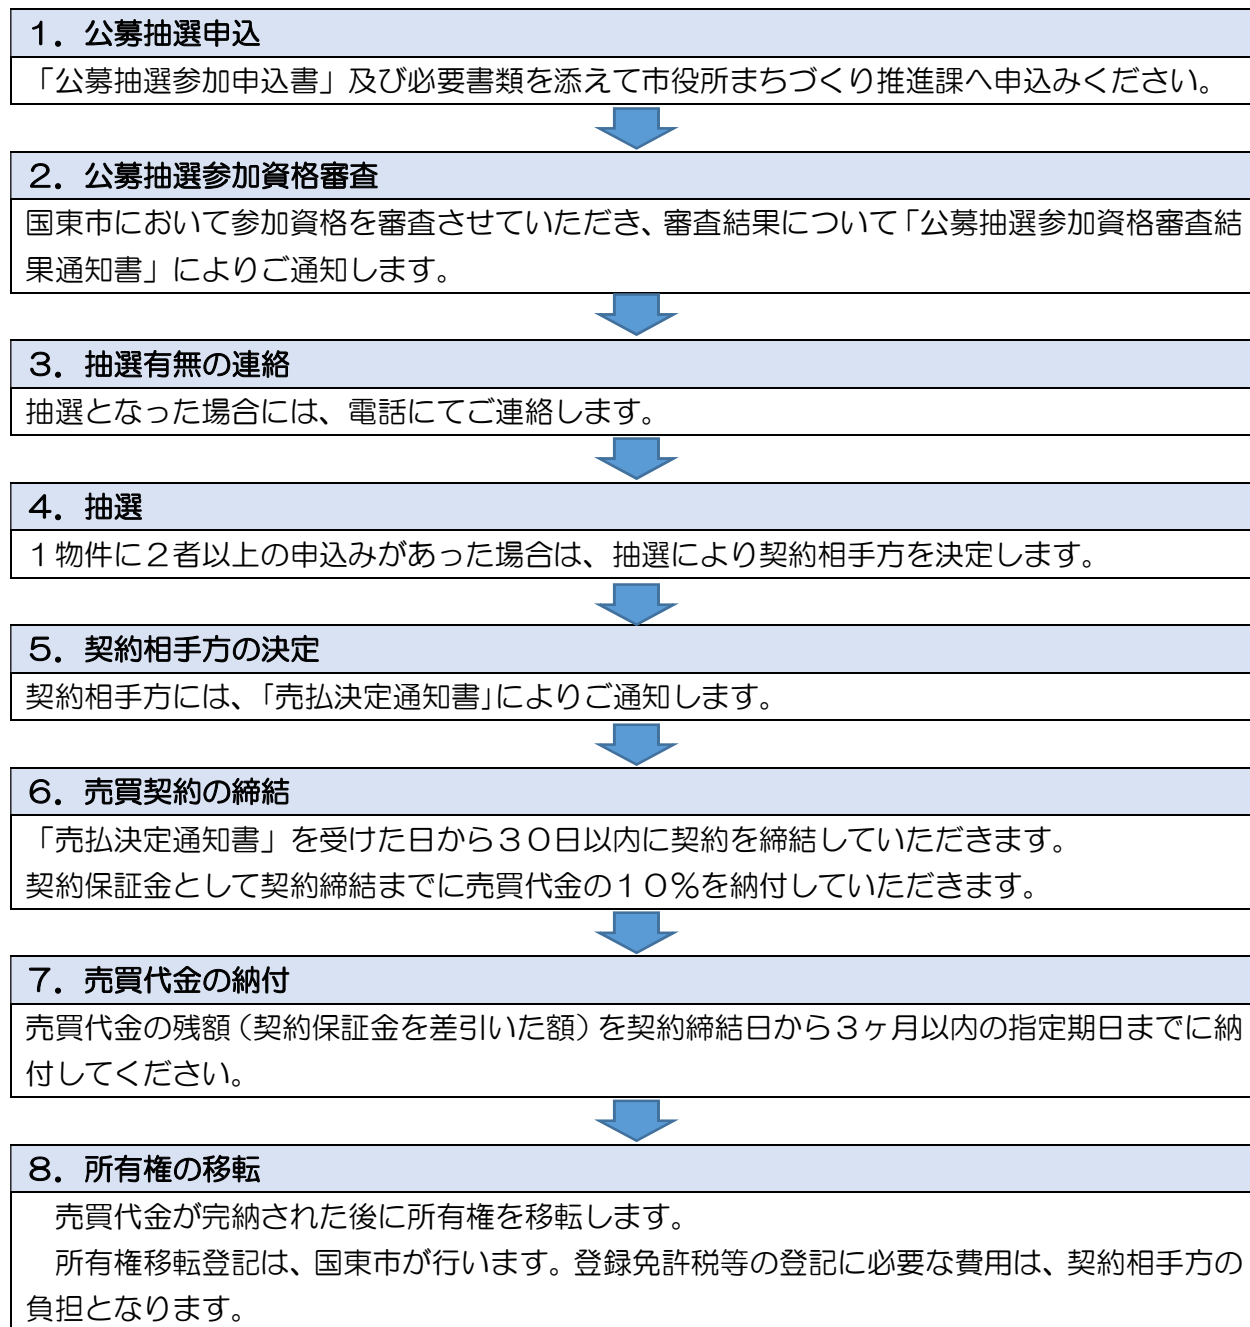 １．公募抽選申込
「公募抽選参加申込書」及び必要書類を添えて市役所まちづくり推進課へ申込みください。
２．公募抽選参加資格審査
国東市において参加資格を審査させていただき、審査結果について「公募抽選参加資格審査結
果通知書」によりご通知します。
３．抽選有無の連絡
抽選となった場合には、電話にてご連絡します。
４．抽選
１物件に２者以上の申込みがあった場合は、抽選により契約相手方を決定します。
５．契約相手方の決定
契約相手方には、「売払決定通知書」によりご通知します。
６．売買契約の締結
「売払決定通知書」を受けた日から３０日以内に契約を締結していただきます。
契約保証金として契約締結までに売買代金の１０％を納付していただきます。
７．売買代金の納付
売買代金の残額（契約保証金を差引いた額）を契約締結日から３ヶ月以内の指定期日までに納
付してください。
８．所有権の移転
売買代金が完納された後に所有権を移転します。
所有権移転登記は、国東市が行います。登録免許税等の登記に必要な費用は、契約相手方の
負担となります。